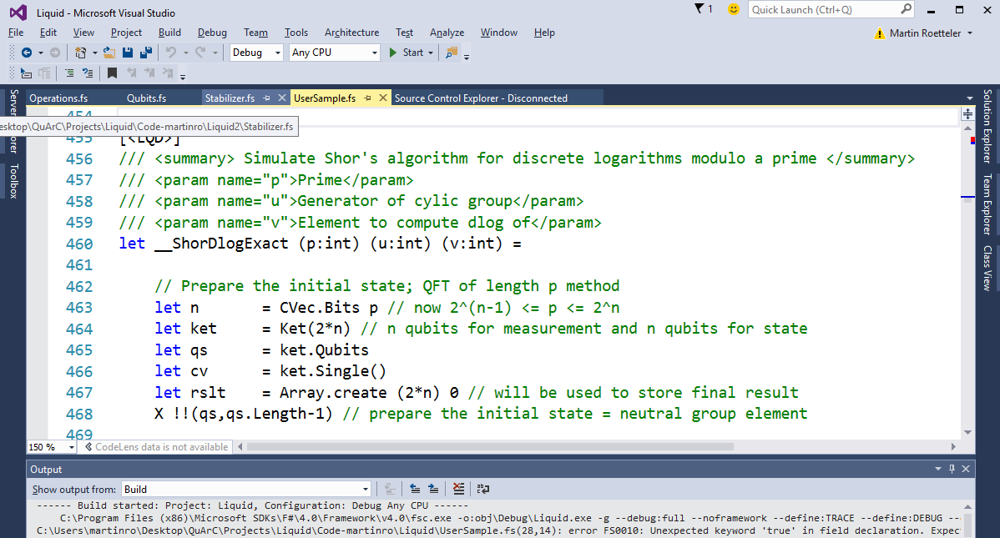 Liquid - Microsoft Visual Studio
1
Quick Launch (Ctrl+Q)
File Edit View Project Build Debug Team Tools Architecture Test Analyze Window Help
Martin Roetteler
Debug Any CPU Start
Operations.fs Qubits.fs Stabilizer.fs UserSample.fs Source Control Explorer - Disconnected
Server
Toolbox
Solution Explorer
Team Explorer
Class View
454
esktop\QuArC\Projects\Liquid\Code-martinro\Liquid2\Stabilizer.fs
455 [<LQD>]
456 /// <summary> Simulate Shor's algorithm for discrete logarithms modulo a prime </summary>
457 /// <param name="p">Prime</param>
458 /// <param name="u">Generator of cylic group</param>
459 /// <param name="v">Element to compute dlog of</param>
460 let __ShorDlogExact (p:int) (u:int) (v:int) =
461
462 // Prepare the initial state; QFT of length p method
463 let n = CVec.Bits p // now 2^(n-1) <= p <= 2^n
464 let ket = Ket(2*n) // n qubits for measurement and n qubits for state
465 let qs = ket.Qubits
466 let cv = ket.Single()
467 let rslt = Array.create (2*n) 0 // will be used to store final result
468 X !!(qs,qs.Length-1) // prepare the initial state = neutral group element
469
150 % CodeLens data is not available
Output
Show output from: Build
------ Build started: Project: Liquid, Configuration: Debug Any CPU ------
C:\Program Files (x86)\Microsoft SDKs\F#\4.0\Framework\v4.0\fsc.exe -o:obj\Debug\Liquid.exe -g --debug:full --noframework --define:TRACE --define:DEBUG --
C:\Users\martinro\Desktop\QuArC\Projects\Liquid\Code-martinro\Liquid\UserSample.fs(28,14): error FS0010: Unexpected keyword 'true' in field declaration. Expec